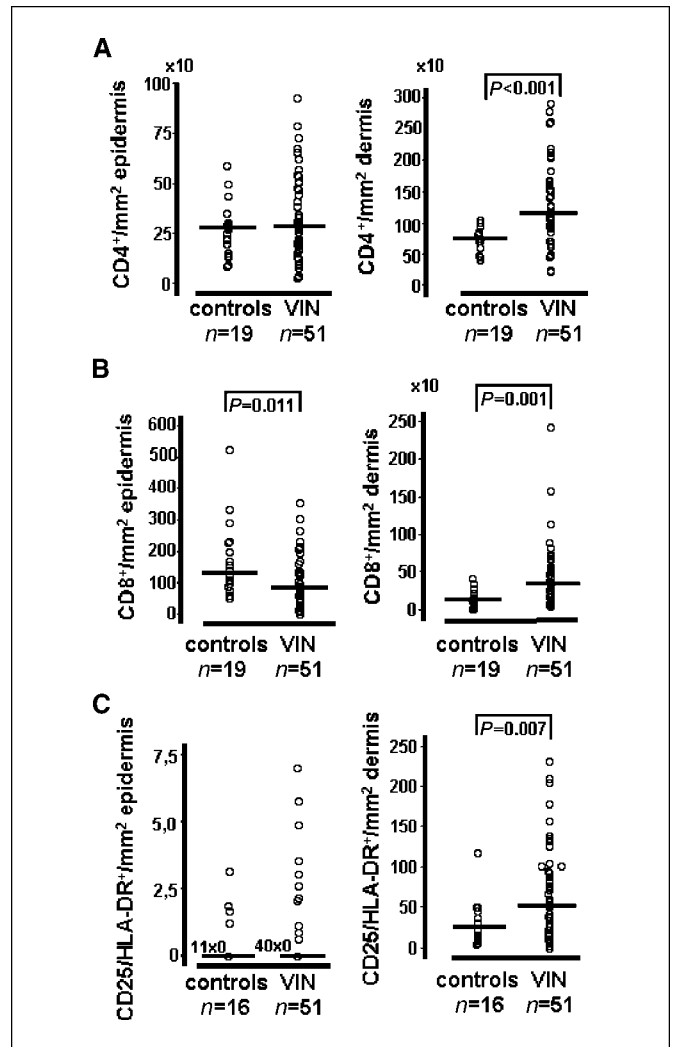 A
x10
CD4+/mm2 epidermis
100
75
50
25
0
controls VIN
n=19 n=51
x10
P<0.001
CD4+/mm2 dermis
300
200
150
100
50
0
controls VIN
n=19 n=51
B
P=0.011
CD8+/mm2 epidermis
600
500
400
300
200
100
0
controls VIN
n=19 n=51
x10
P=0.001
CD8+/mm2 dermis
250
200
150
100
50
0
controls VIN
n=19 n=51
C
CD25/HLA-DR+/mm2 epidermis
7,5
5,0
2,5
0
11x0 40x0
controls VIN
n=16 n=51
P=0.007
CD25/HLA-DR+/mm2 dermis
250
200
150
100
50
0
controls VIN
n=16 n=51